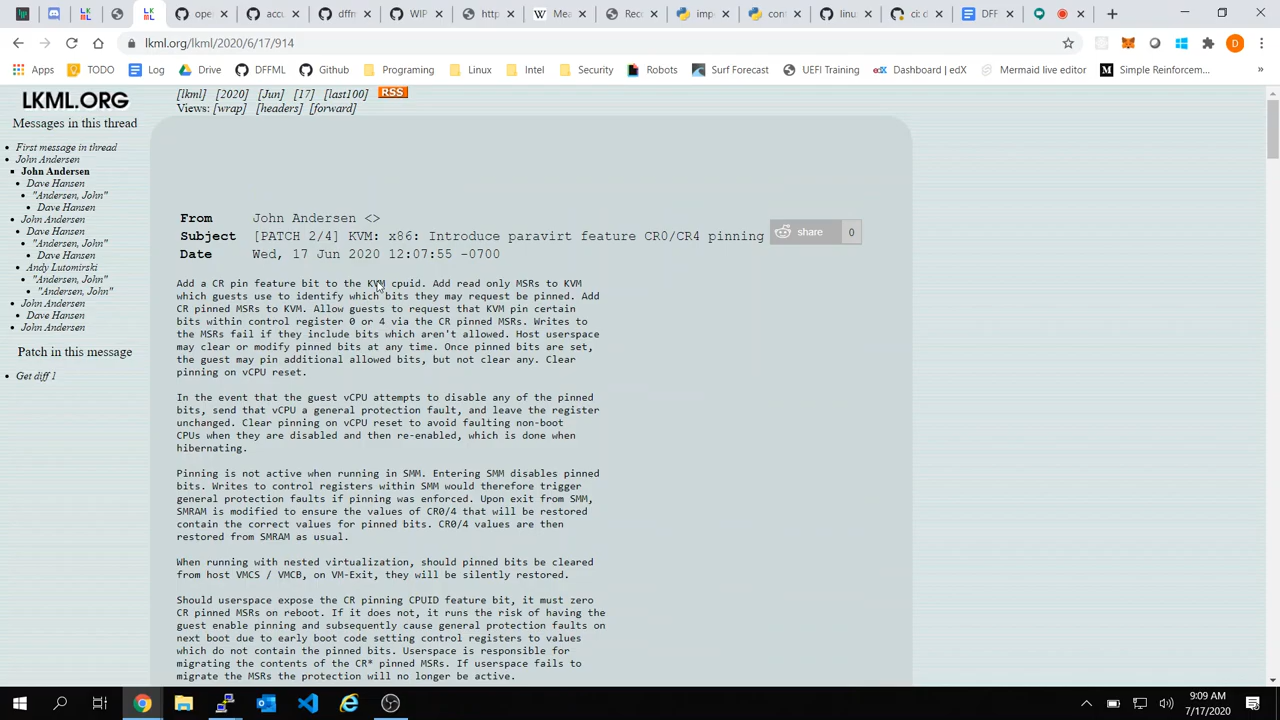 ope
accu
dffm
WIP
http
Mea
Reco
imp
con
linu
ci: d
DFF
lkml.org/lkml/2020/6/17/914
D
Apps
TODO
Log
Drive
DFFML
Github
Programing
Linux
Intel
Security
Robots
Surf Forecast
UEFI Training
Dashboard | edX
Mermaid live editor
Simple Reinforcem...
LKML.ORG
Messages in this thread
First message in thread
John Andersen
John Andersen
Dave Hansen
"Andersen, John"
Dave Hansen
John Andersen
Dave Hansen
"Andersen, John"
Dave Hansen
Andy Lutomirski
"Andersen, John"
"Andersen, John"
John Andersen
Dave Hansen
John Andersen
Patch in this message
Get diff 1
[lkml] [2020] [Jun] [17] [last100] RSS
Views: [wrap] [headers] [forward]
From John Andersen <>
Subject [PATCH 2/4] KVM: x86: Introduce paravirt feature CR0/CR4 pinning
share 0
Date Wed, 17 Jun 2020 12:07:55 -0700
Add a CR pin feature bit to the KVM cpuid. Add read only MSRs to KVM
which guests use to identify which bits they may request be pinned. Add
CR pinned MSRs to KVM. Allow guests to request that KVM pin certain
bits within control register 0 or 4 via the CR pinned MSRs. Writes to
the MSRs fail if they include bits which aren't allowed. Host userspace
may clear or modify pinned bits at any time. Once pinned bits are set,
the guest may pin additional allowed bits, but not clear any. Clear
pinning on vCPU reset.
In the event that the guest vCPU attempts to disable any of the pinned
bits, send that vCPU a general protection fault, and leave the register
unchanged. Clear pinning on vCPU reset to avoid faulting non-boot
CPUs when they are disabled and then re-enabled, which is done when
hibernating.
Pinning is not active when running in SMM. Entering SMM disables pinned
bits. Writes to control registers within SMM would therefore trigger
general protection faults if pinning was enforced. Upon exit from SMM,
SMRAM is modified to ensure the values of CR0/4 that will be restored
contain the correct values for pinned bits. CR0/4 values are then
restored from SMRAM as usual.
When running with nested virtualization, should pinned bits be cleared
from host VMCS / VMCB, on VM-Exit, they will be silently restored.
Should userspace expose the CR pinning CPUID feature bit, it must zero
CR pinned MSRs on reboot. If it does not, it runs the risk of having the
guest enable pinning and subsequently cause general protection faults on
next boot due to early boot code setting control registers to values
which do not contain the pinned bits. Userspace is responsible for
migrating the contents of the CR* pinned MSRs. If userspace fails to
migrate the MSRs the protection will no longer be active.
9:09 AM
7/17/2020